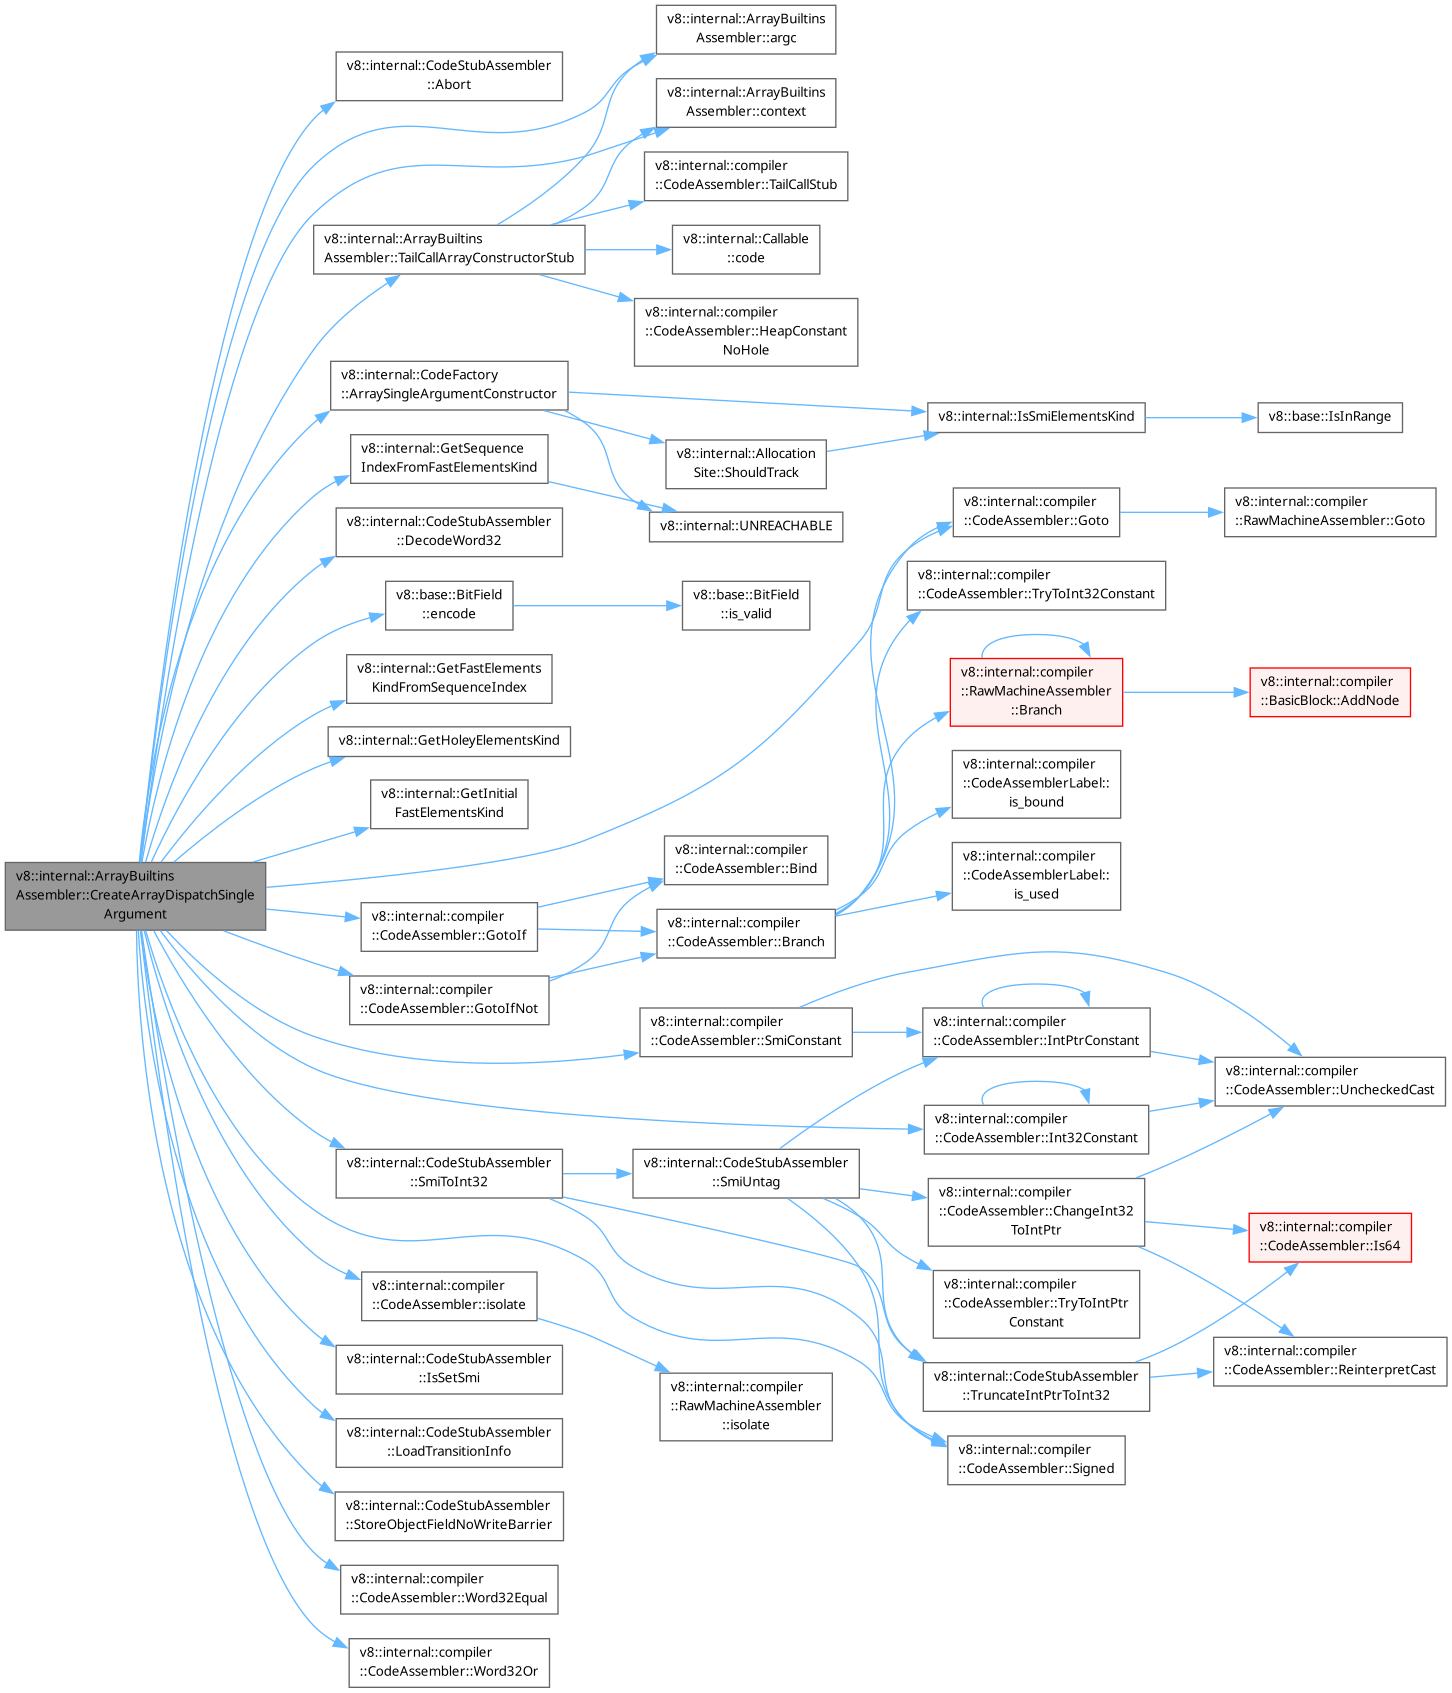 v8::internal::ArrayBuiltins
Assembler::CreateArrayDispatchSingle
Argument
v8::internal::CodeStubAssembler
::Abort
v8::internal::ArrayBuiltins
Assembler::argc
v8::internal::ArrayBuiltins
Assembler::context
v8::internal::ArrayBuiltins
Assembler::TailCallArrayConstructorStub
v8::internal::compiler
::CodeAssembler::TailCallStub
v8::internal::Callable
::code
v8::internal::compiler
::CodeAssembler::HeapConstant
NoHole
v8::internal::CodeFactory
::ArraySingleArgumentConstructor
v8::internal::IsSmiElementsKind
v8::base::IsInRange
v8::internal::Allocation
Site::ShouldTrack
v8::internal::UNREACHABLE
v8::internal::GetSequence
IndexFromFastElementsKind
v8::internal::CodeStubAssembler
::DecodeWord32
v8::base::BitField
::encode
v8::base::BitField
::is_valid
v8::internal::GetFastElements
KindFromSequenceIndex
v8::internal::GetHoleyElementsKind
v8::internal::GetInitial
FastElementsKind
v8::internal::compiler
::CodeAssembler::Goto
v8::internal::compiler
::RawMachineAssembler::Goto
v8::internal::compiler
::CodeAssembler::GotoIf
v8::internal::compiler
::CodeAssembler::Bind
v8::internal::compiler
::CodeAssembler::Branch
v8::internal::compiler
::CodeAssembler::TryToInt32Constant
v8::internal::compiler
::RawMachineAssembler
::Branch
v8::internal::compiler
::BasicBlock::AddNode
v8::internal::compiler
::CodeAssemblerLabel::
is_bound
v8::internal::compiler
::CodeAssemblerLabel::
is_used
v8::internal::compiler
::CodeAssembler::GotoIfNot
v8::internal::compiler
::CodeAssembler::SmiConstant
v8::internal::compiler
::CodeAssembler::IntPtrConstant
v8::internal::compiler
::CodeAssembler::UncheckedCast
v8::internal::compiler
::CodeAssembler::Int32Constant
v8::internal::CodeStubAssembler
::SmiToInt32
v8::internal::CodeStubAssembler
::SmiUntag
v8::internal::compiler
::CodeAssembler::ChangeInt32
ToIntPtr
v8::internal::compiler
::CodeAssembler::Is64
v8::internal::compiler
::CodeAssembler::ReinterpretCast
v8::internal::compiler
::CodeAssembler::TryToIntPtr
Constant
v8::internal::CodeStubAssembler
::TruncateIntPtrToInt32
v8::internal::compiler
::CodeAssembler::Signed
v8::internal::compiler
::CodeAssembler::isolate
v8::internal::compiler
::RawMachineAssembler
::isolate
v8::internal::CodeStubAssembler
::IsSetSmi
v8::internal::CodeStubAssembler
::LoadTransitionInfo
v8::internal::CodeStubAssembler
::StoreObjectFieldNoWriteBarrier
v8::internal::compiler
::CodeAssembler::Word32Equal
v8::internal::compiler
::CodeAssembler::Word32Or